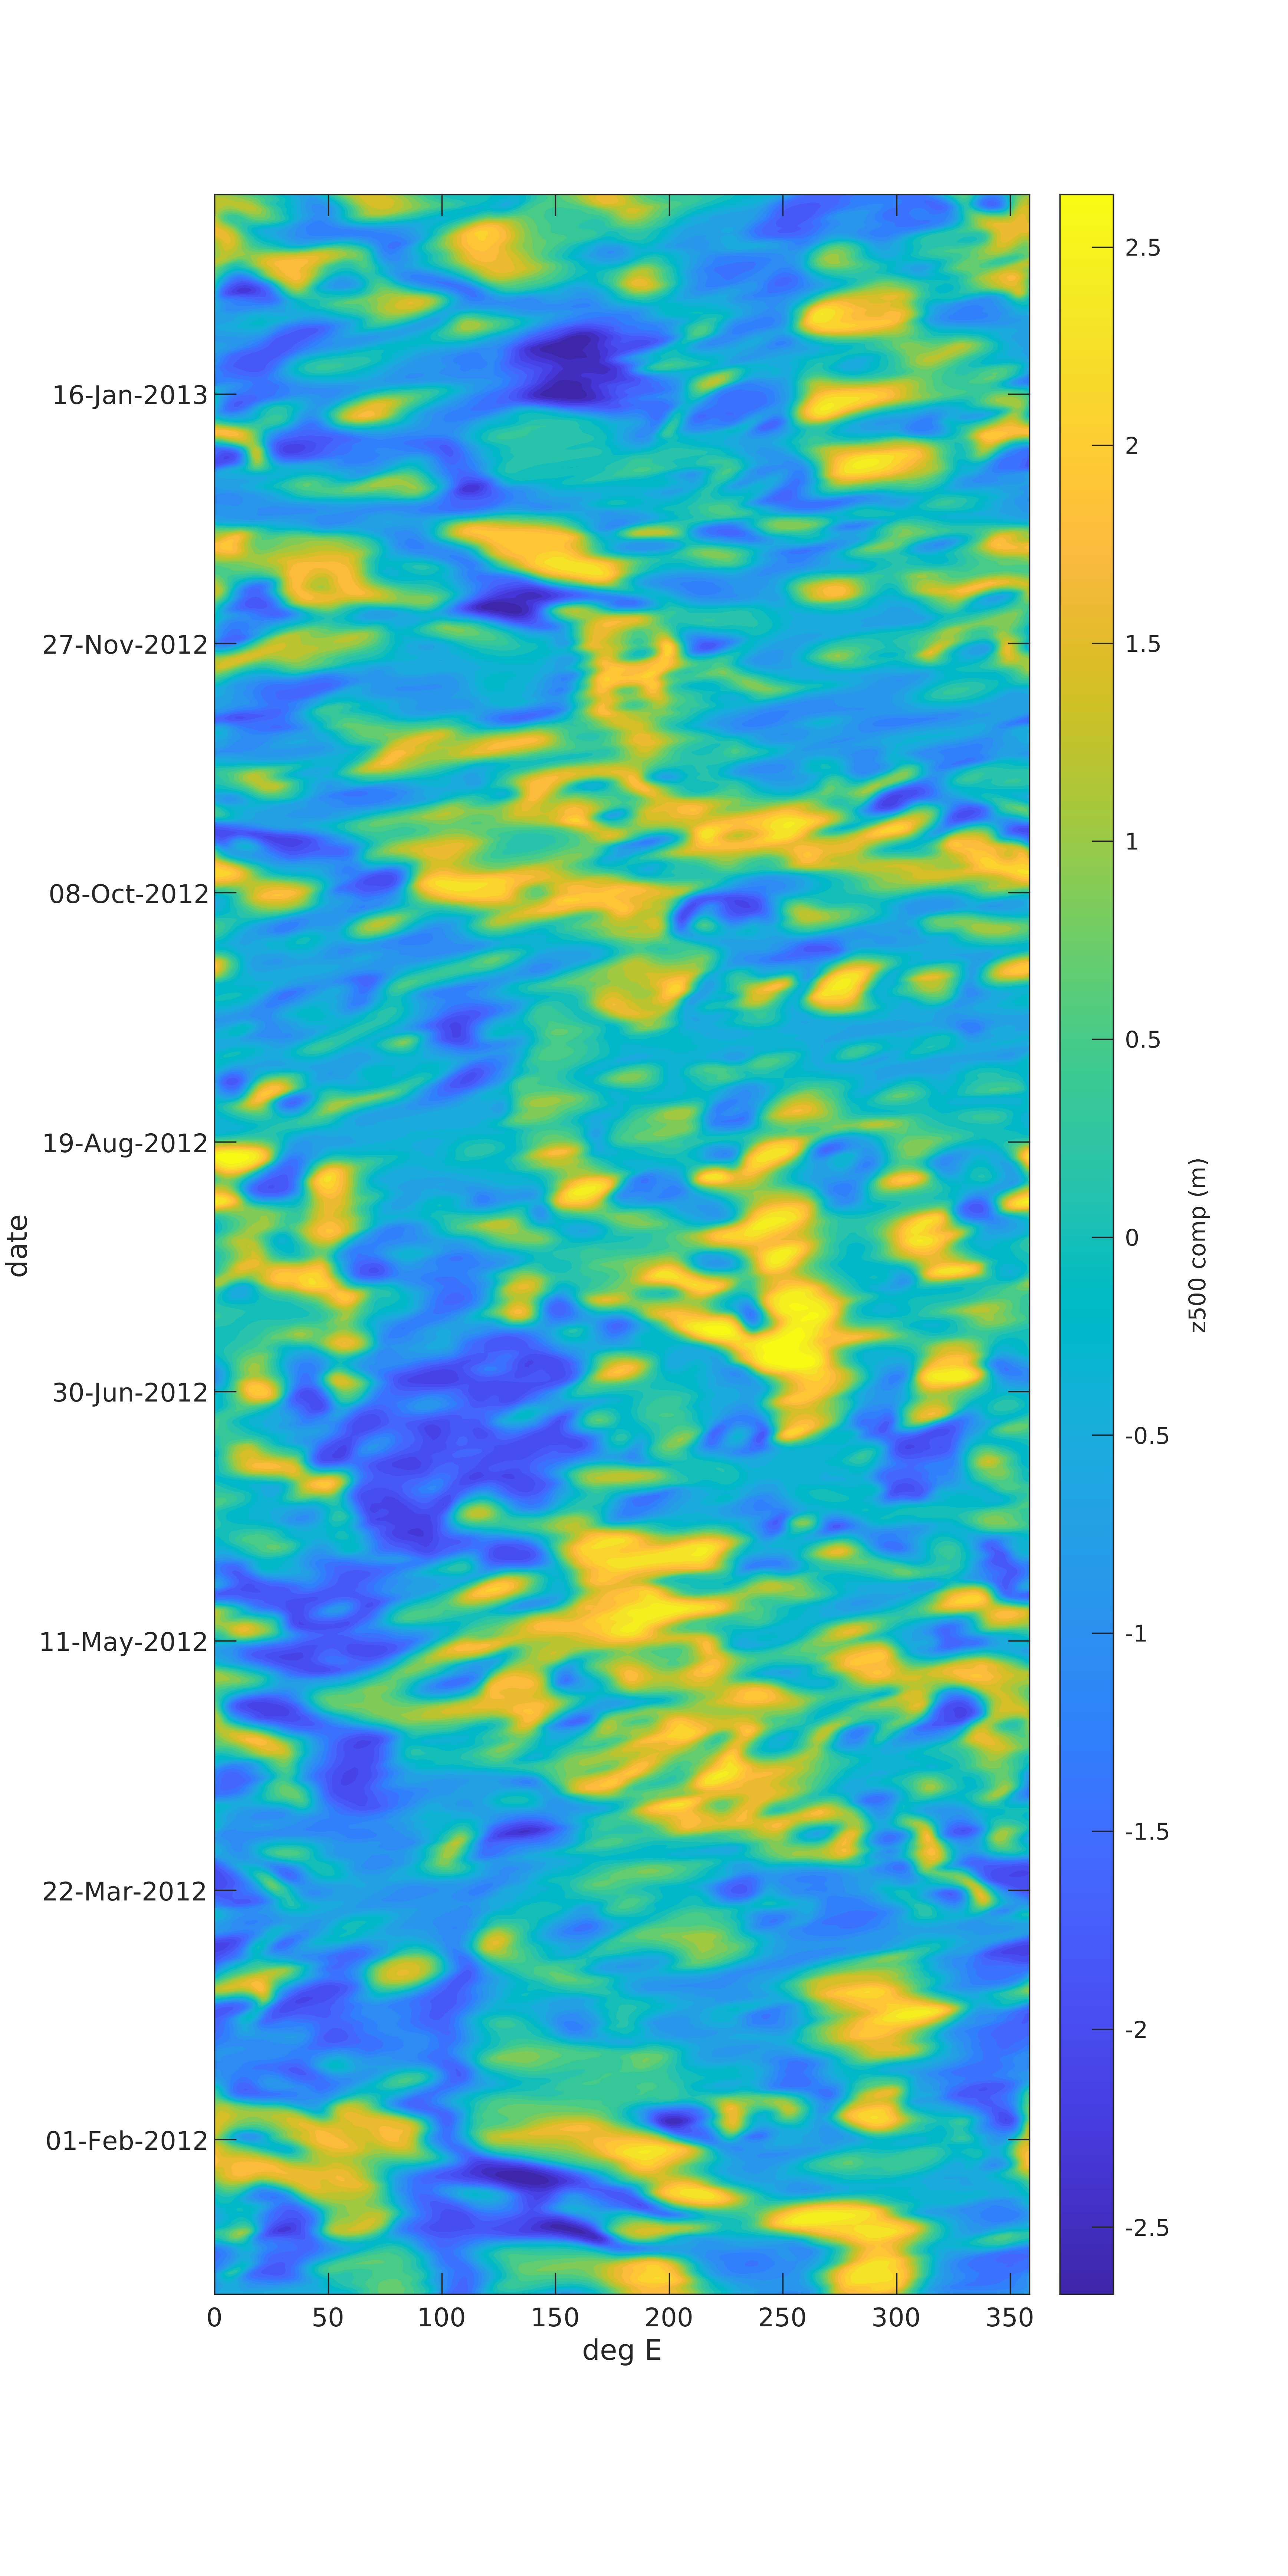 16-Jan-2013
27-Nov-2012
08-Oct-2012
19-Aug-2012
30-Jun-2012
11-May-2012
22-Mar-2012
01-Feb-2012
date
0 50 100 150 200 250 300 350
deg E
2.5
2
1.5
1
0.5
0
-0.5
-1
-1.5
-2
-2.5
z500 comp (m)